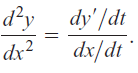 d²y/dx² = (dy′/dt)/(dx/dt).